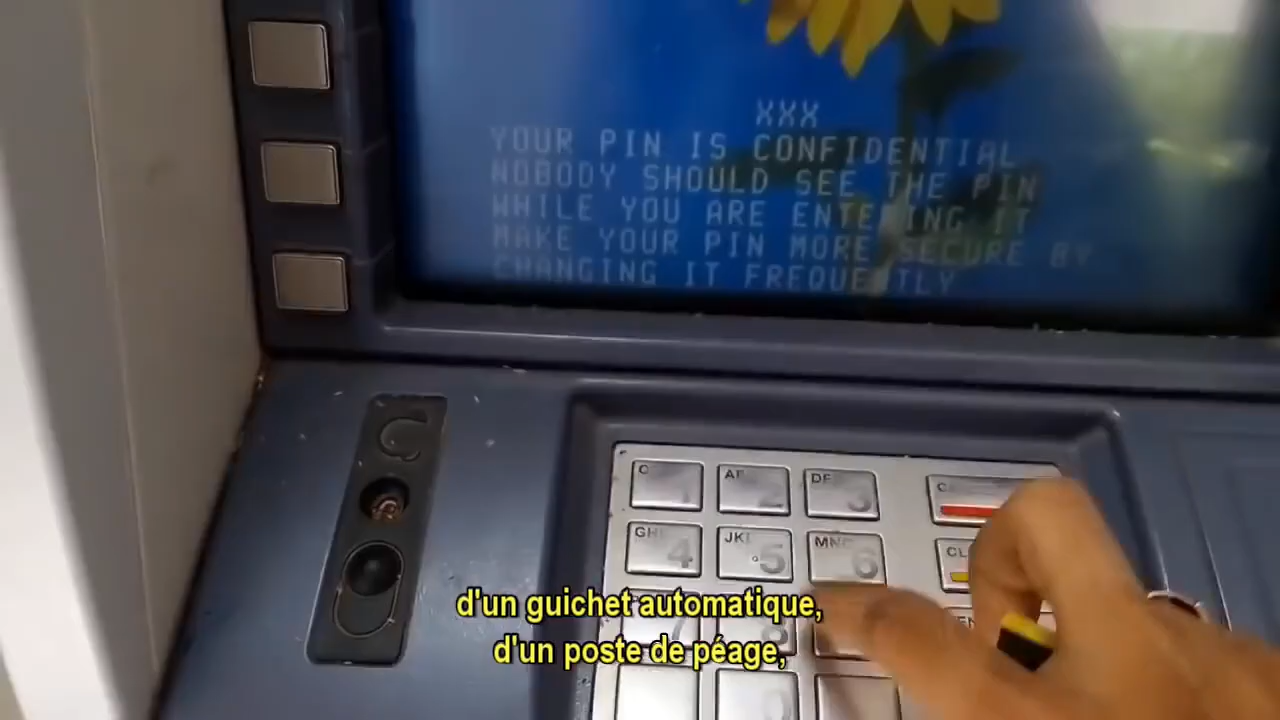 XXX
YOUR PIN IS CONFIDENTIAL
NOBODY SHOULD SEE THE PIN
WHILE YOU ARE ENTERING IT
MAKE YOUR PIN MORE SECURE BY
CHANGING IT FREQUENTLY
1
2
3
GHI 4
JKL 5
MNO 6
7
8
d'un guichet automatique,
d'un poste de péage,